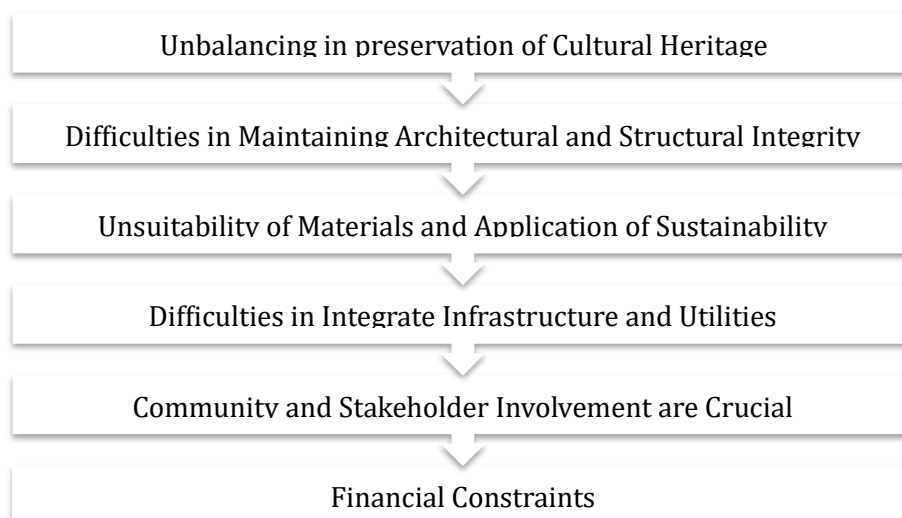 Unbalancing in preservation of Cultural Heritage
Difficulties in Maintaining Architectural and Structural Integrity
Unsuitability of Materials and Application of Sustainability
Difficulties in Integrate Infrastructure and Utilities
Community and Stakeholder Involvement are Crucial
Financial Constraints